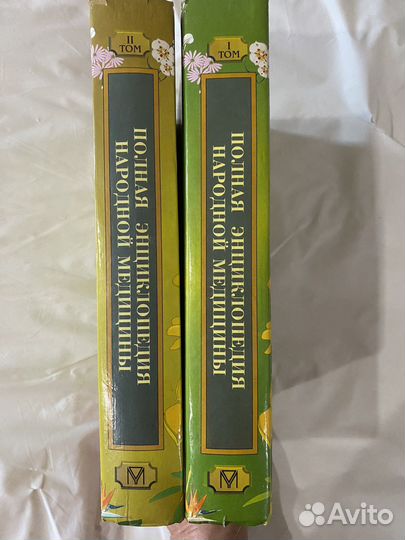 II
ТОМ
ПОЛНАЯ ЭНЦИКЛОПЕДИЯ
НАРОДНОЙ МЕДИЦИНЫ
М
I
ТОМ
ПОЛНАЯ ЭНЦИКЛОПЕДИЯ
НАРОДНОЙ МЕДИЦИНЫ
М
Avito